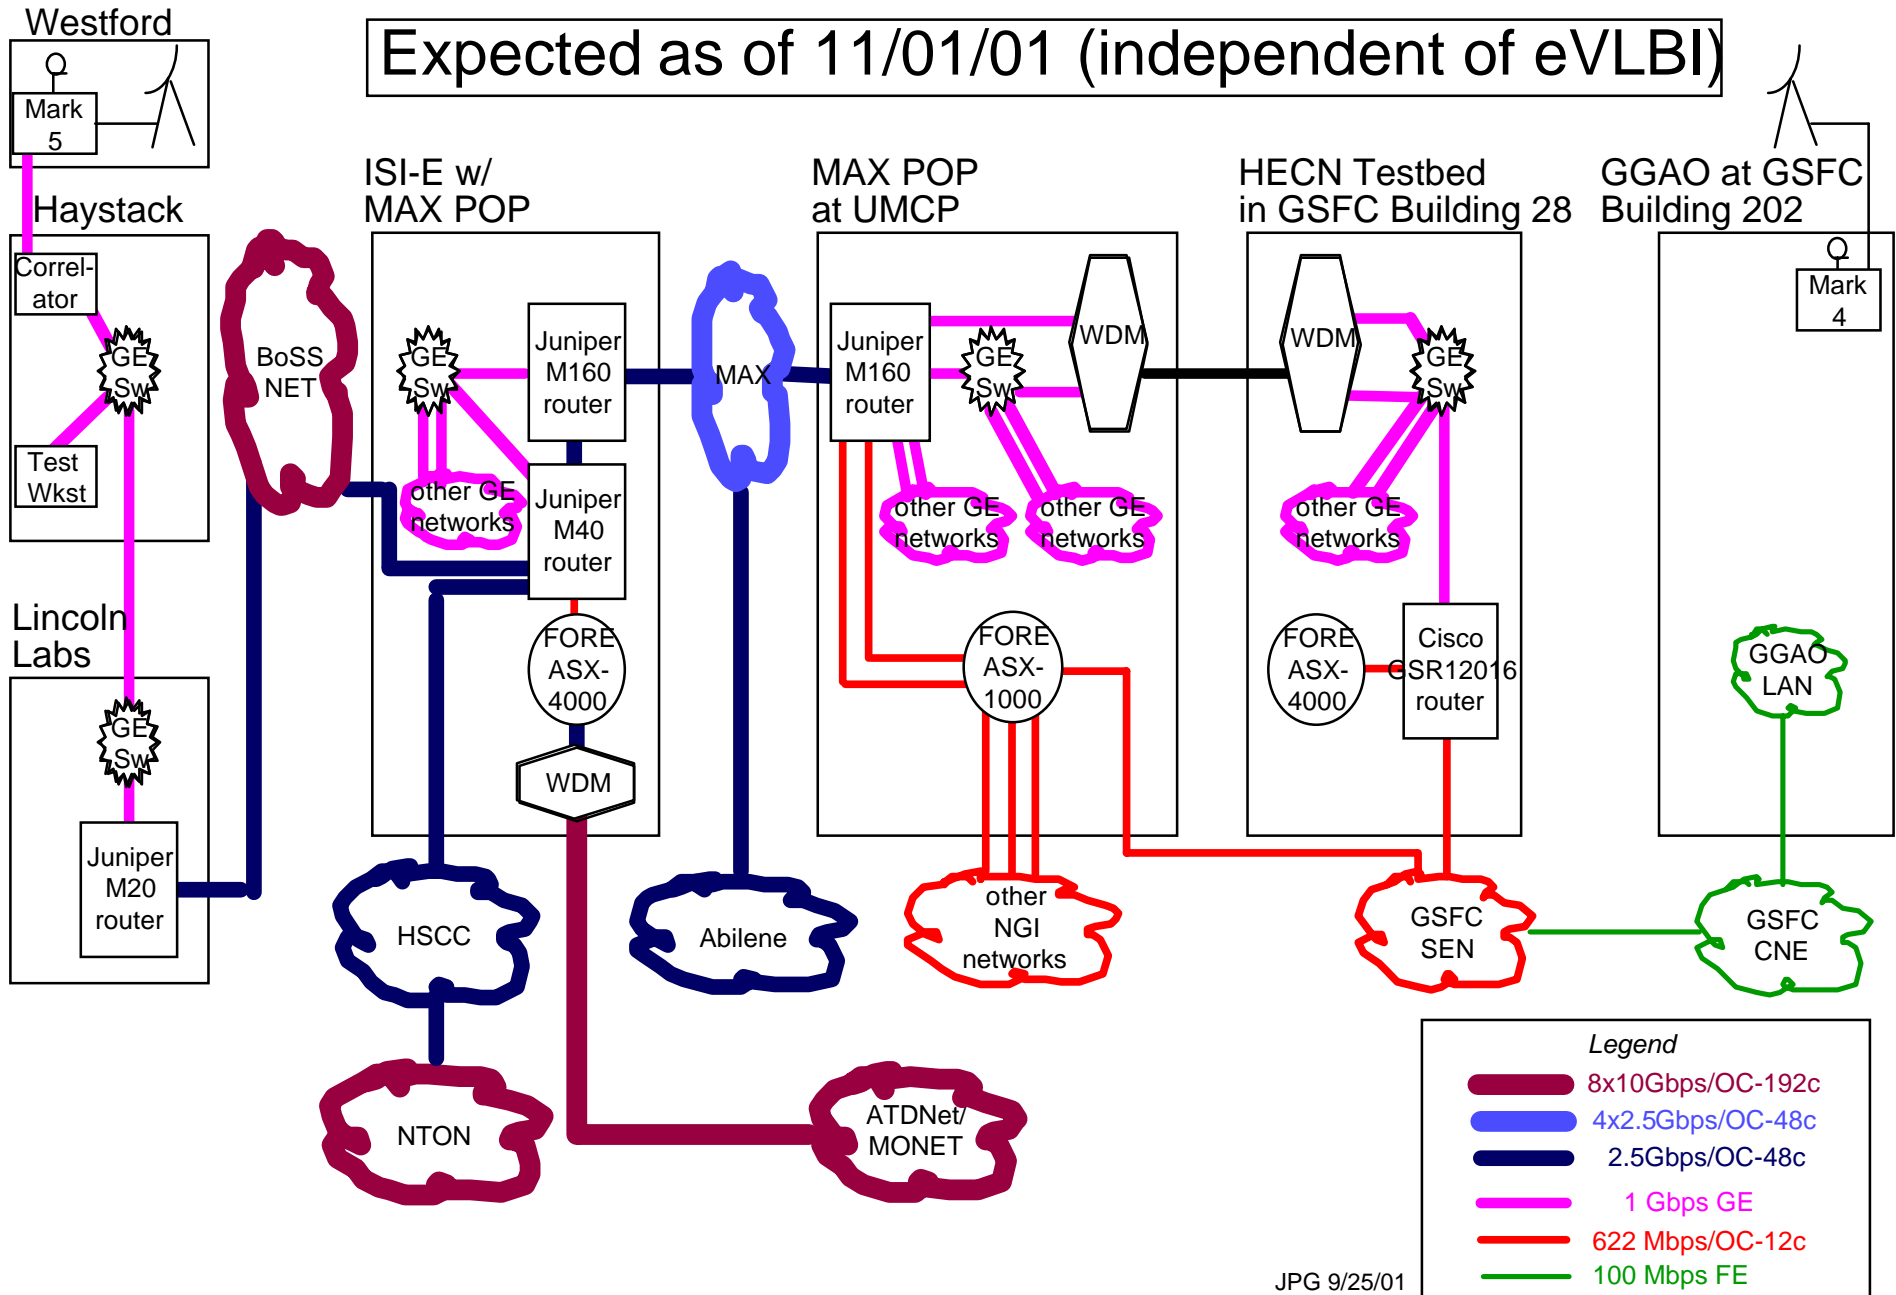 Westford
Expected as of 11/01/01 (independent of eVLBI)
Mark
5
ISI-E w/
MAX POP
MAX POP
at UMCP
HECN Testbed
in GSFC Building 28
GGAO at GSFC
Building 202
Haystack
Correl-
ator
GE
Sw
Test
Wkst
BoSS
NET
GE
Sw
Juniper
M160
router
other GE
networks
Juniper
M40
router
FORE
ASX-
4000
WDM
MAX
Juniper
M160
router
GE
Sw
WDM
other GE
networks
other GE
networks
FORE
ASX-
1000
WDM
GE
Sw
other GE
networks
FORE
ASX-
4000
Cisco
GSR12016
router
Mark
4
GGAO
LAN
Lincoln
Labs
GE
Sw
Juniper
M20
router
HSCC
Abilene
other
NGI
networks
GSFC
SEN
GSFC
CNE
NTON
ATDNet/
MONET
Legend
8x10Gbps/OC-192c
4x2.5Gbps/OC-48c
2.5Gbps/OC-48c
1 Gbps GE
622 Mbps/OC-12c
100 Mbps FE
JPG 9/25/01